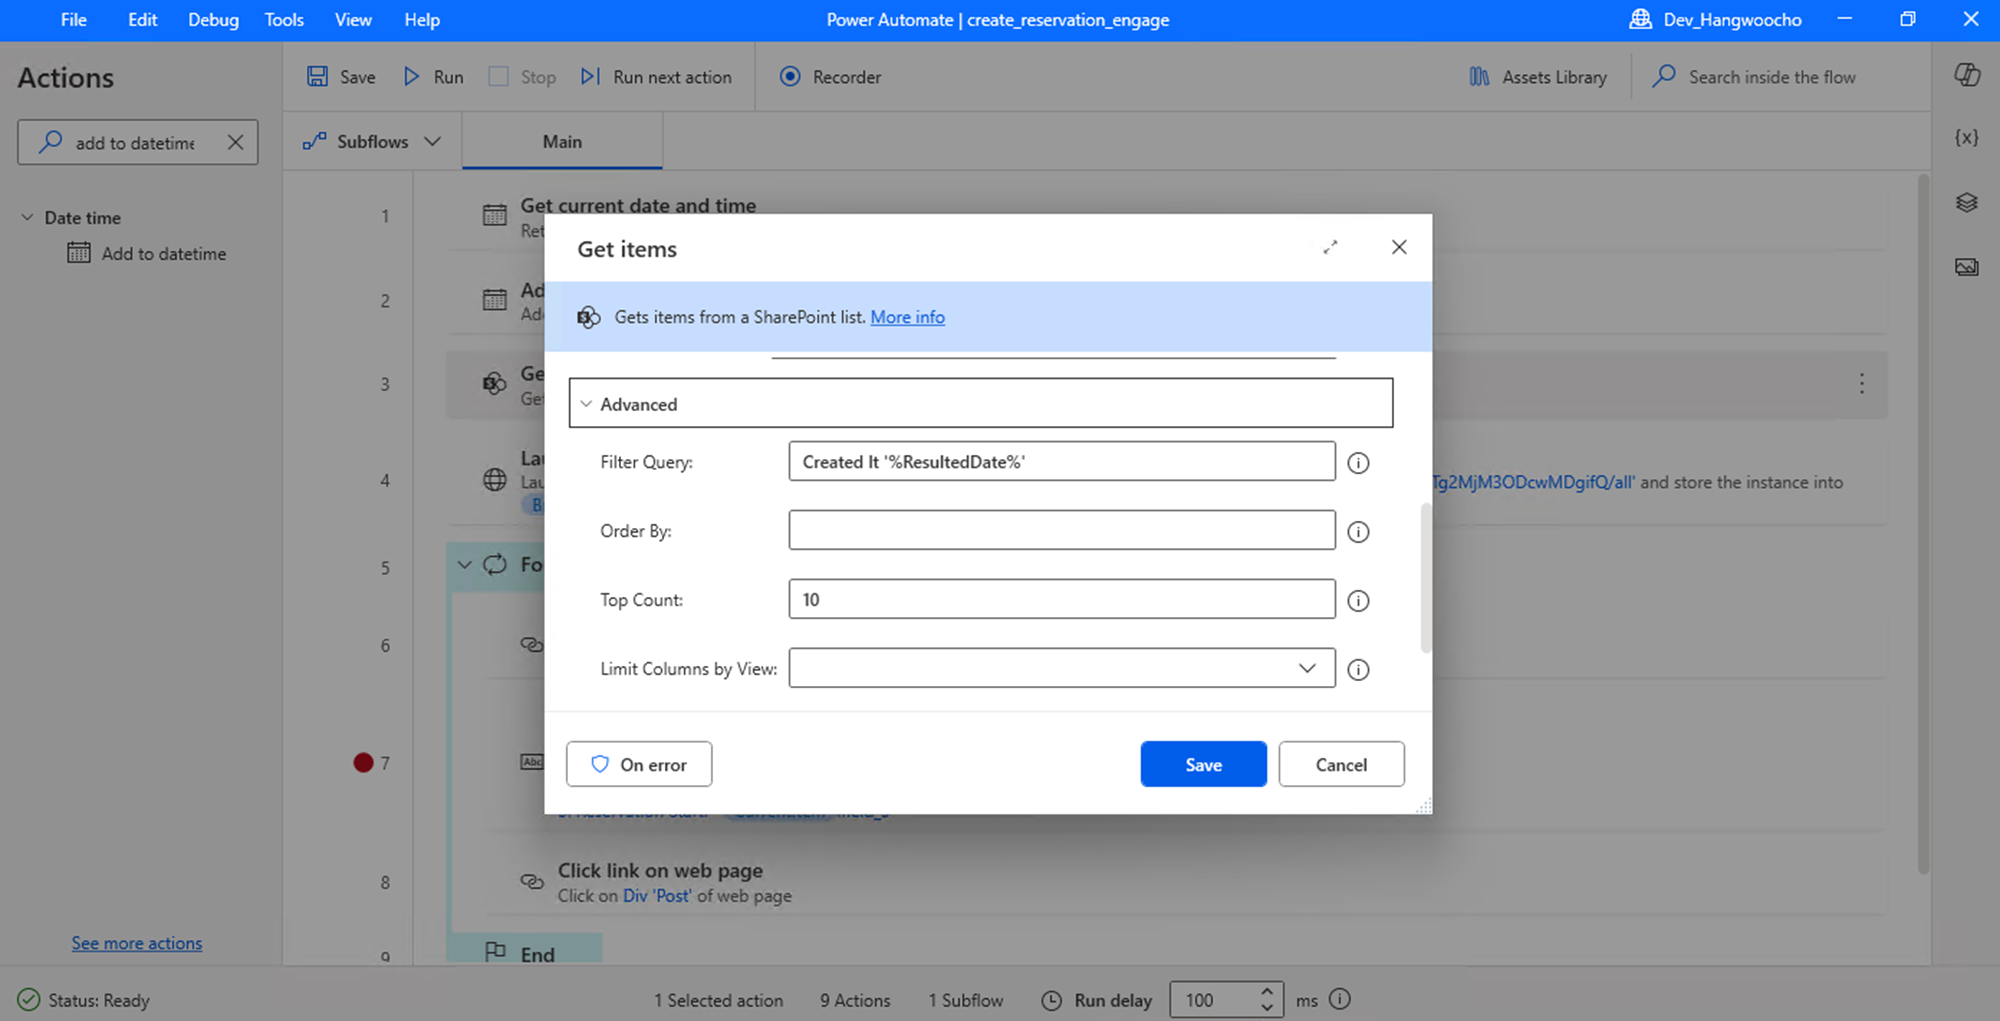 File Edit Debug Tools View Help Power Automate | create_reservation_engage Dev_Hangwoocho
Actions
Save Run Stop Run next action Recorder Assets Library Search inside the flow
add to datetime
Subflows Main
{x}
Date time
Add to datetime
1
Get current date and time
Ret
2
Ad
Add
3
Ge
Get
4
La
Lau
B
Tg2MjM3ODcwMDgifQ/all' and store the instance into
5
Fo
6
7
Abc
8
Click link on web page
Click on Div 'Post' of web page
9
End
Get items
Gets items from a SharePoint list. More info
Advanced
Filter Query: Created lt '%ResultedDate%'
Order By:
Top Count: 10
Limit Columns by View:
On error Save Cancel
See more actions
Status: Ready 1 Selected action 9 Actions 1 Subflow Run delay 100 ms